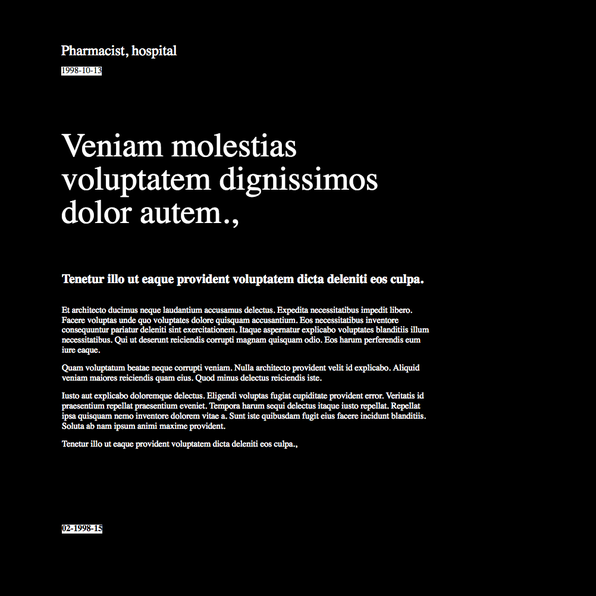 Pharmacist, hospital
1998-10-13
Veniam molestias
voluptatem dignissimos
dolor autem.,
Tenetur illo ut eaque provident voluptatem dicta deleniti eos culpa.
Et architecto ducimus neque laudantium accusamus delectus. Expedita necessitatibus impedit libero.
Facere voluptas unde quo voluptates dolore quisquam accusantium. Eos necessitatibus inventore
consequuntur pariatur deleniti sint exercitationem. Itaque aspernatur explicabo voluptates blanditiis illum
necessitatibus. Qui ut deserunt reiciendis corrupti magnam quisquam odio. Eos harum perferendis eum
iure eaque.
Quam voluptatum beatae neque corrupti veniam. Nulla architecto provident velit id explicabo. Aliquid
veniam maiores reiciendis quam eius. Quod minus delectus reiciendis iste.
Iusto aut explicabo doloremque delectus. Eligendi voluptas fugiat cupiditate provident error. Veritatis id
praesentium repellat praesentium eveniet. Tempora harum sequi delectus itaque iusto repellat. Repellat
ipsa quisquam nemo inventore dolorem vitae a. Sunt iste quibusdam fugit eius facere incidunt blanditiis.
Soluta ab nam ipsum animi maxime provident.
Tenetur illo ut eaque provident voluptatem dicta deleniti eos culpa.,
02-1998-15